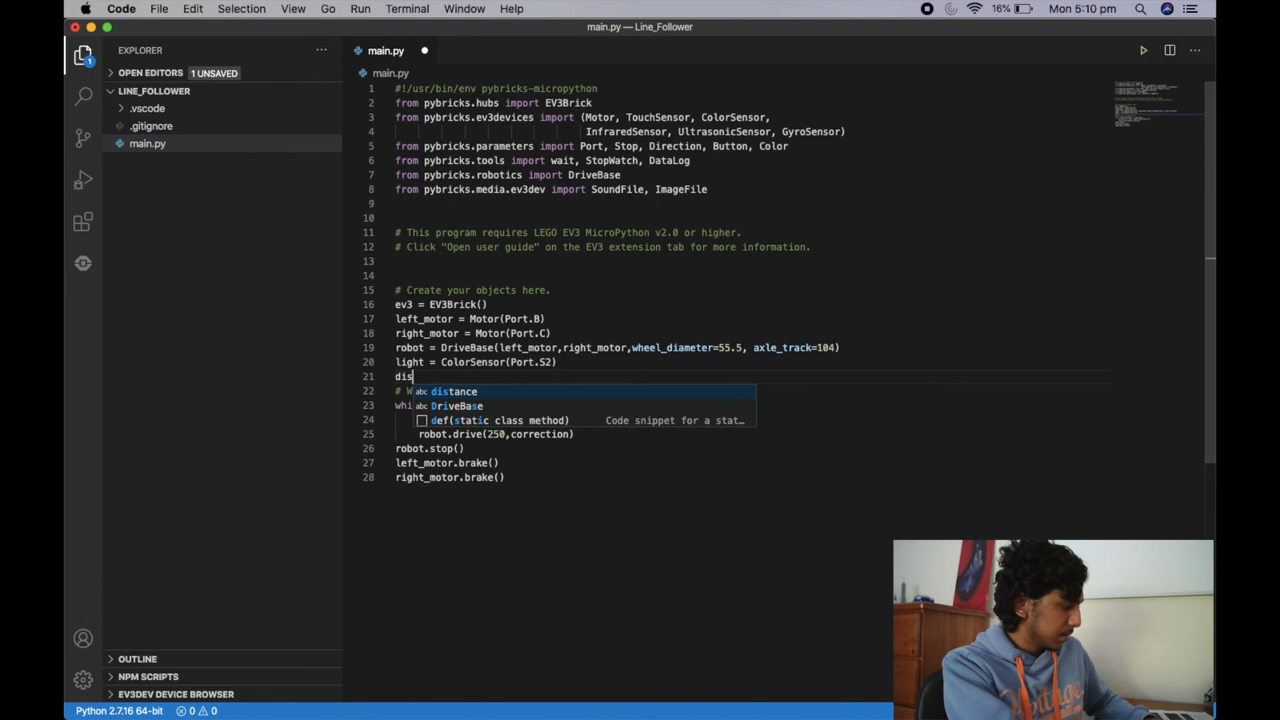 Code File Edit Selection View Go Run Terminal Window Help 16% Mon 5:10 pm
main.py — Line_Follower
EXPLORER
main.py
OPEN EDITORS 1 UNSAVED
LINE_FOLLOWER
.vscode
.gitignore
main.py
1
main.py
1 #!/usr/bin/env pybricks-micropython
2 from pybricks.hubs import EV3Brick
3 from pybricks.ev3devices import (Motor, TouchSensor, ColorSensor,
4 InfraredSensor, UltrasonicSensor, GyroSensor)
5 from pybricks.parameters import Port, Stop, Direction, Button, Color
6 from pybricks.tools import wait, StopWatch, DataLog
7 from pybricks.robotics import DriveBase
8 from pybricks.media.ev3dev import SoundFile, ImageFile
9
10
11 # This program requires LEGO EV3 MicroPython v2.0 or higher.
12 # Click "Open user guide" on the EV3 extension tab for more information.
13
14
15 # Create your objects here.
16 ev3 = EV3Brick()
17 left_motor = Motor(Port.B)
18 right_motor = Motor(Port.C)
19 robot = DriveBase(left_motor,right_motor,wheel_diameter=55.5, axle_track=104)
20 light = ColorSensor(Port.S2)
21 dis
22 # W
abc distance
23 whi
abc DriveBase
24
def(static class method) Code snippet for a stat…
25 robot.drive(250,correction)
26 robot.stop()
27 left_motor.brake()
28 right_motor.brake()
OUTLINE
NPM SCRIPTS
EV3DEV DEVICE BROWSER
Python 2.7.16 64-bit 0 0